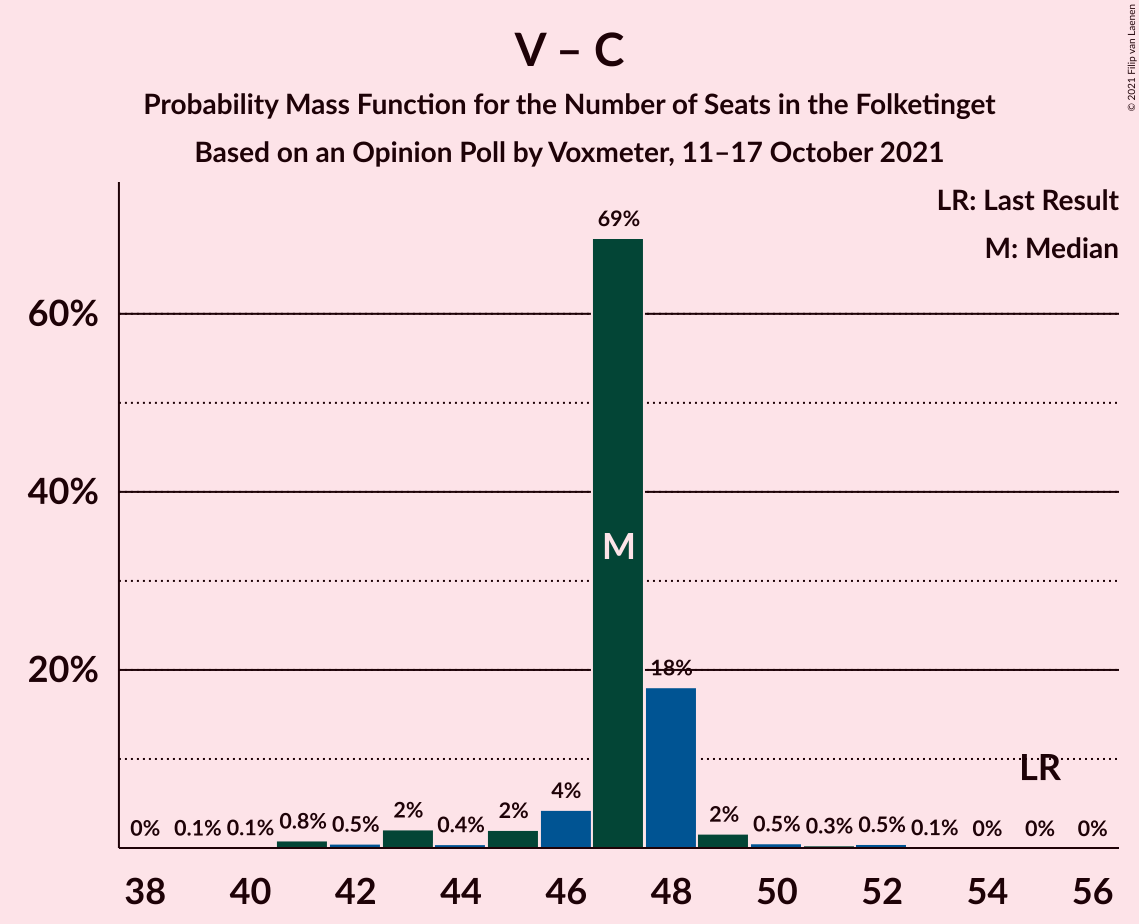 V – C
Probability Mass Function for the Number of Seats in the Folketinget
Based on an Opinion Poll by Voxmeter, 11–17 October 2021
© 2021 Filip van Laenen
LR: Last Result
M: Median
60%
40%
20%
0% 0.1% 0.1% 0.8% 0.5% 2% 0.4% 2% 4% 69% 18% 2% 0.5% 0.3% 0.5% 0.1% 0% 0% 0%
M
LR
38 40 42 44 46 48 50 52 54 56